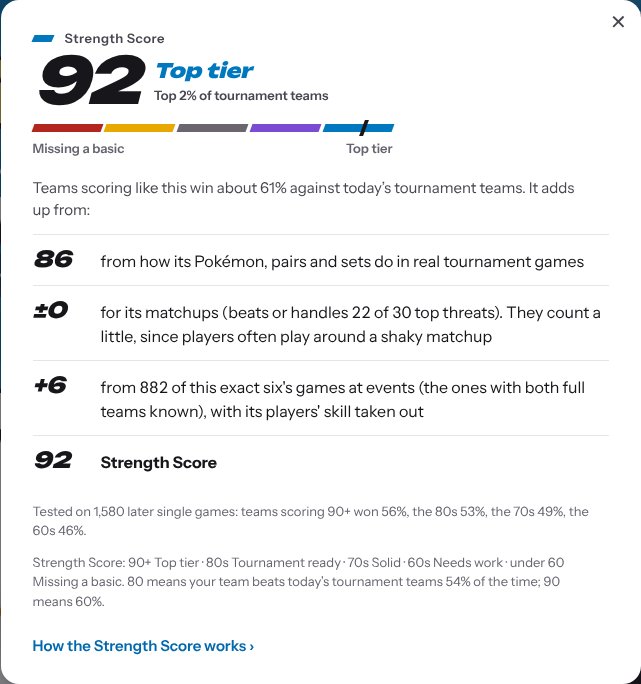 Strength Score
92
Top tier
Top 2% of tournament teams
Missing a basic
Top tier
Teams scoring like this win about 61% against today's tournament teams. It adds
up from:
86
from how its Pokémon, pairs and sets do in real tournament games
±0
for its matchups (beats or handles 22 of 30 top threats). They count a
little, since players often play around a shaky matchup
+6
from 882 of this exact six's games at events (the ones with both full
teams known), with its players' skill taken out
92
Strength Score
Tested on 1,580 later single games: teams scoring 90+ won 56%, the 80s 53%, the 70s 49%, the
60s 46%.
Strength Score: 90+ Top tier · 80s Tournament ready · 70s Solid · 60s Needs work · under 60
Missing a basic. 80 means your team beats today's tournament teams 54% of the time; 90
means 60%.
How the Strength Score works ›